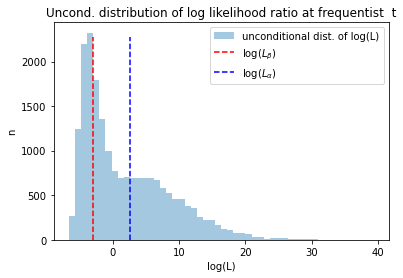 Uncond. distribution of log likelihood ratio at frequentist  t
unconditional dist. of log(L)
log(L_β)
log(L_α)
2000
1500
1000
500
0
n
0
10
20
30
40
log(L)